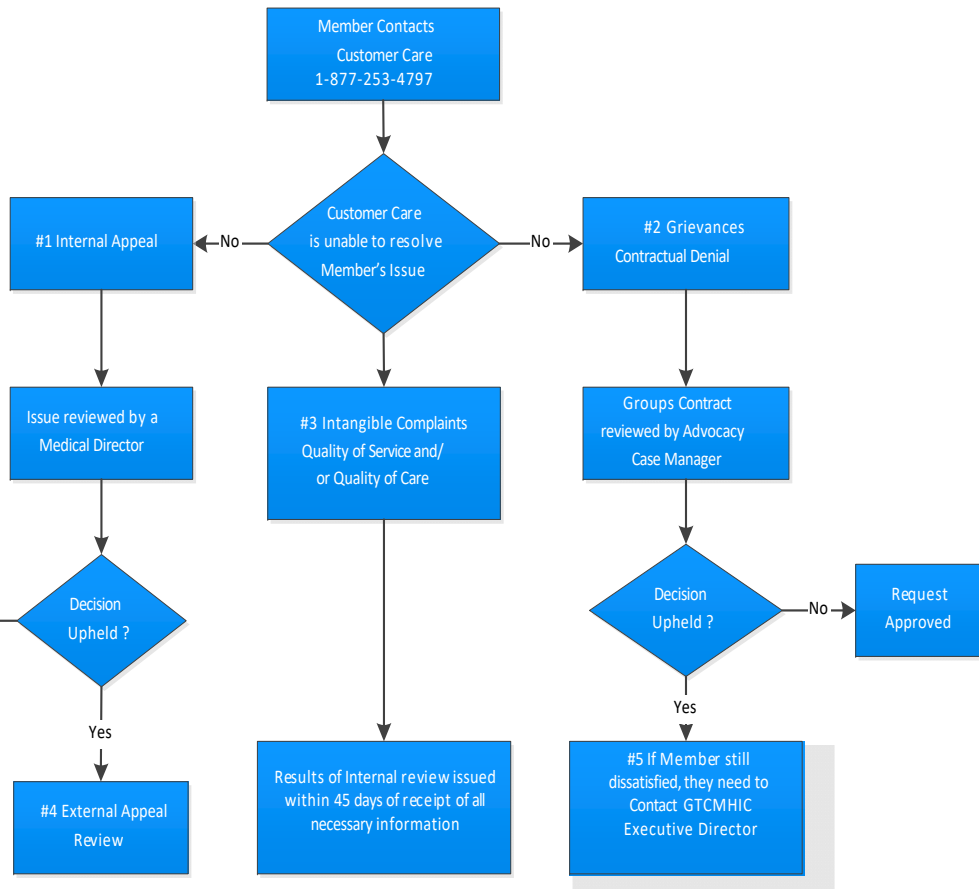 Member Contacts
Customer Care
1-877-253-4797
#1 Internal Appeal
No
Customer Care
is unable to resolve
Member's Issue
No
#2 Grievances
Contractual Denial
Issue reviewed by a
Medical Director
#3 Intangible Complaints
Quality of Service and/
or Quality of Care
Groups Contract
reviewed by Advocacy
Case Manager
Decision
Upheld ?
Decision
Upheld ?
No
Request
Approved
Yes
Yes
#4 External Appeal
Review
Results of Internal review issued
within 45 days of receipt of all
necessary information
#5 If Member still
dissatisfied, they need to
Contact GTCMHIC
Executive Director